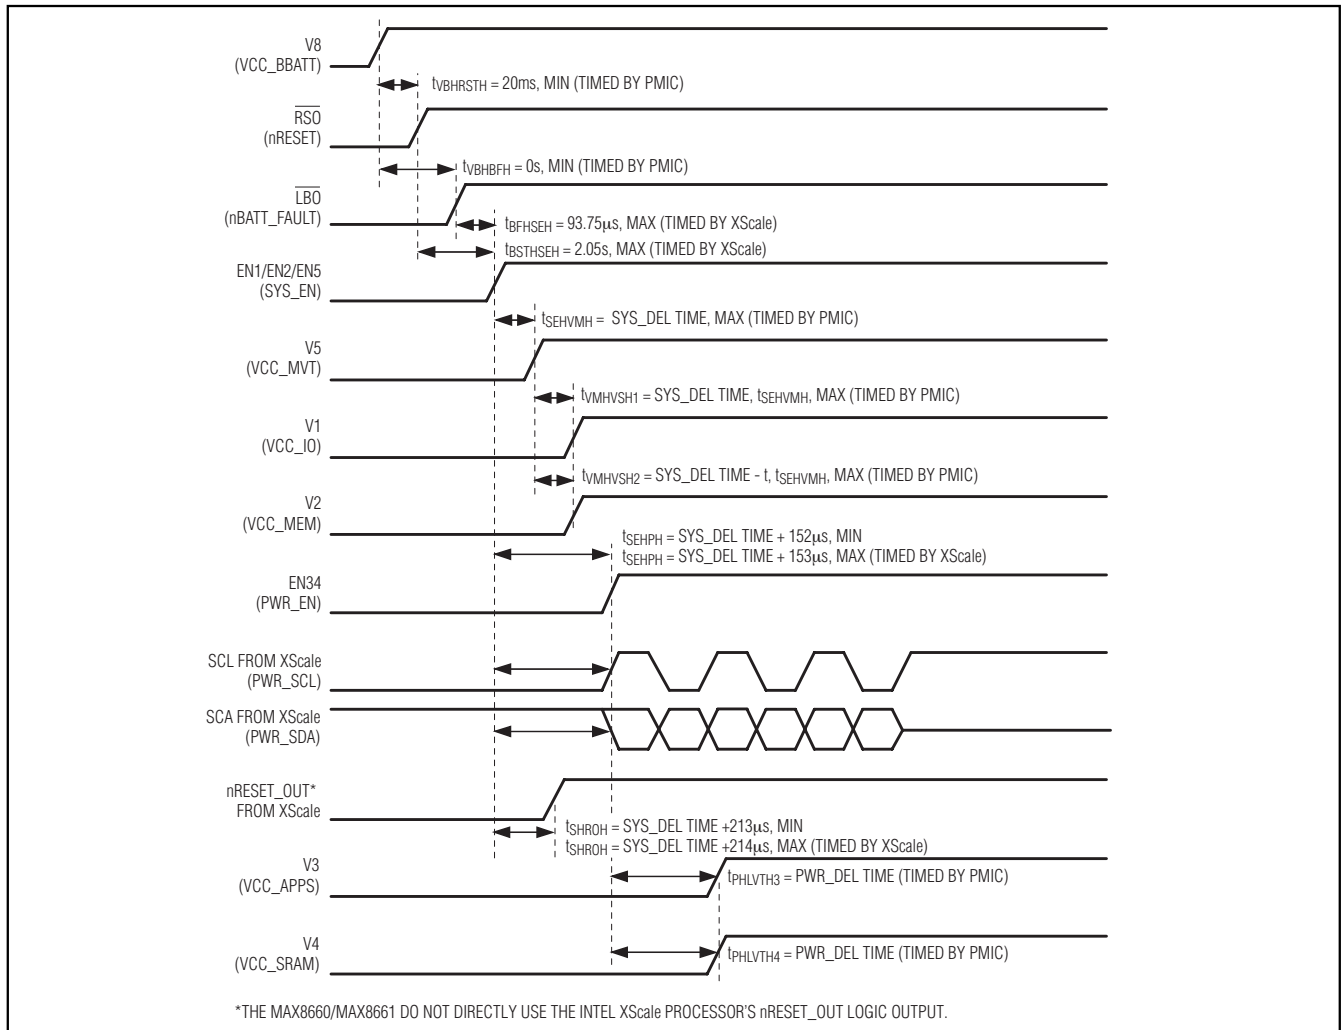 V8
(VCC_BBATT)
tVBHRSTH = 20ms, MIN (TIMED BY PMIC)
RSO
(nRESET)
tVBHBFH = 0s, MIN (TIMED BY PMIC)
LBO
(nBATT_FAULT)
tBFHSEH = 93.75μs, MAX (TIMED BY XScale)
tBSTHSEH = 2.05s, MAX (TIMED BY XScale)
EN1/EN2/EN5
(SYS_EN)
tSEHVMH = SYS_DEL TIME, MAX (TIMED BY PMIC)
V5
(VCC_MVT)
tVMHVSH1 = SYS_DEL TIME, tSEHVMH, MAX (TIMED BY PMIC)
V1
(VCC_IO)
tVMHVSH2 = SYS_DEL TIME - t, tSEHVMH, MAX (TIMED BY PMIC)
V2
(VCC_MEM)
tSEHPH = SYS_DEL TIME + 152μs, MIN
tSEHPH = SYS_DEL TIME + 153μs, MAX (TIMED BY XScale)
EN34
(PWR_EN)
SCL FROM XScale
(PWR_SCL)
SCA FROM XScale
(PWR_SDA)
nRESET_OUT*
FROM XScale
tSHROH = SYS_DEL TIME +213μs, MIN
tSHROH = SYS_DEL TIME +214μs, MAX (TIMED BY XScale)
V3
(VCC_APPS)
tPHLVTH3 = PWR_DEL TIME (TIMED BY PMIC)
V4
(VCC_SRAM)
tPHLVTH4 = PWR_DEL TIME (TIMED BY PMIC)
*THE MAX8660/MAX8661 DO NOT DIRECTLY USE THE INTEL XScale PROCESSOR'S nRESET_OUT LOGIC OUTPUT.